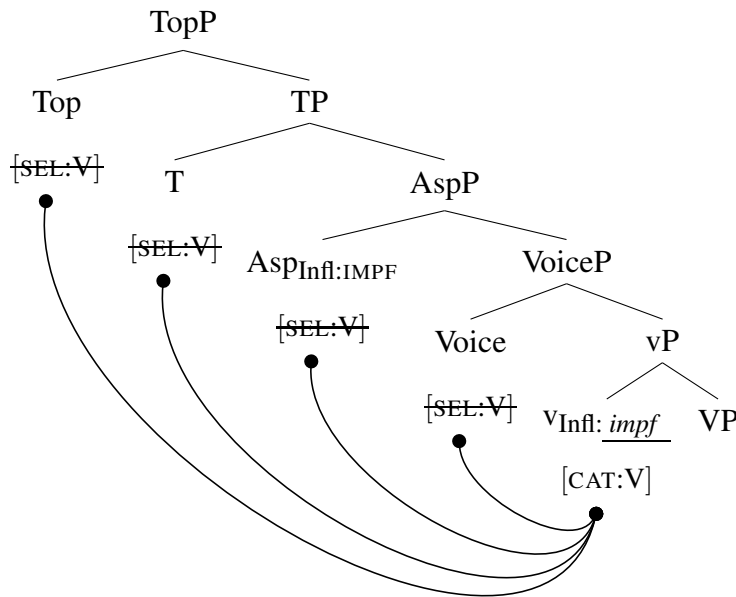 TopP
Top TP
[SEL:V] T AspP
[SEL:V] AspInfl:IMPF VoiceP
[SEL:V] Voice vP
[SEL:V] vInfl: impf VP
[CAT:V]